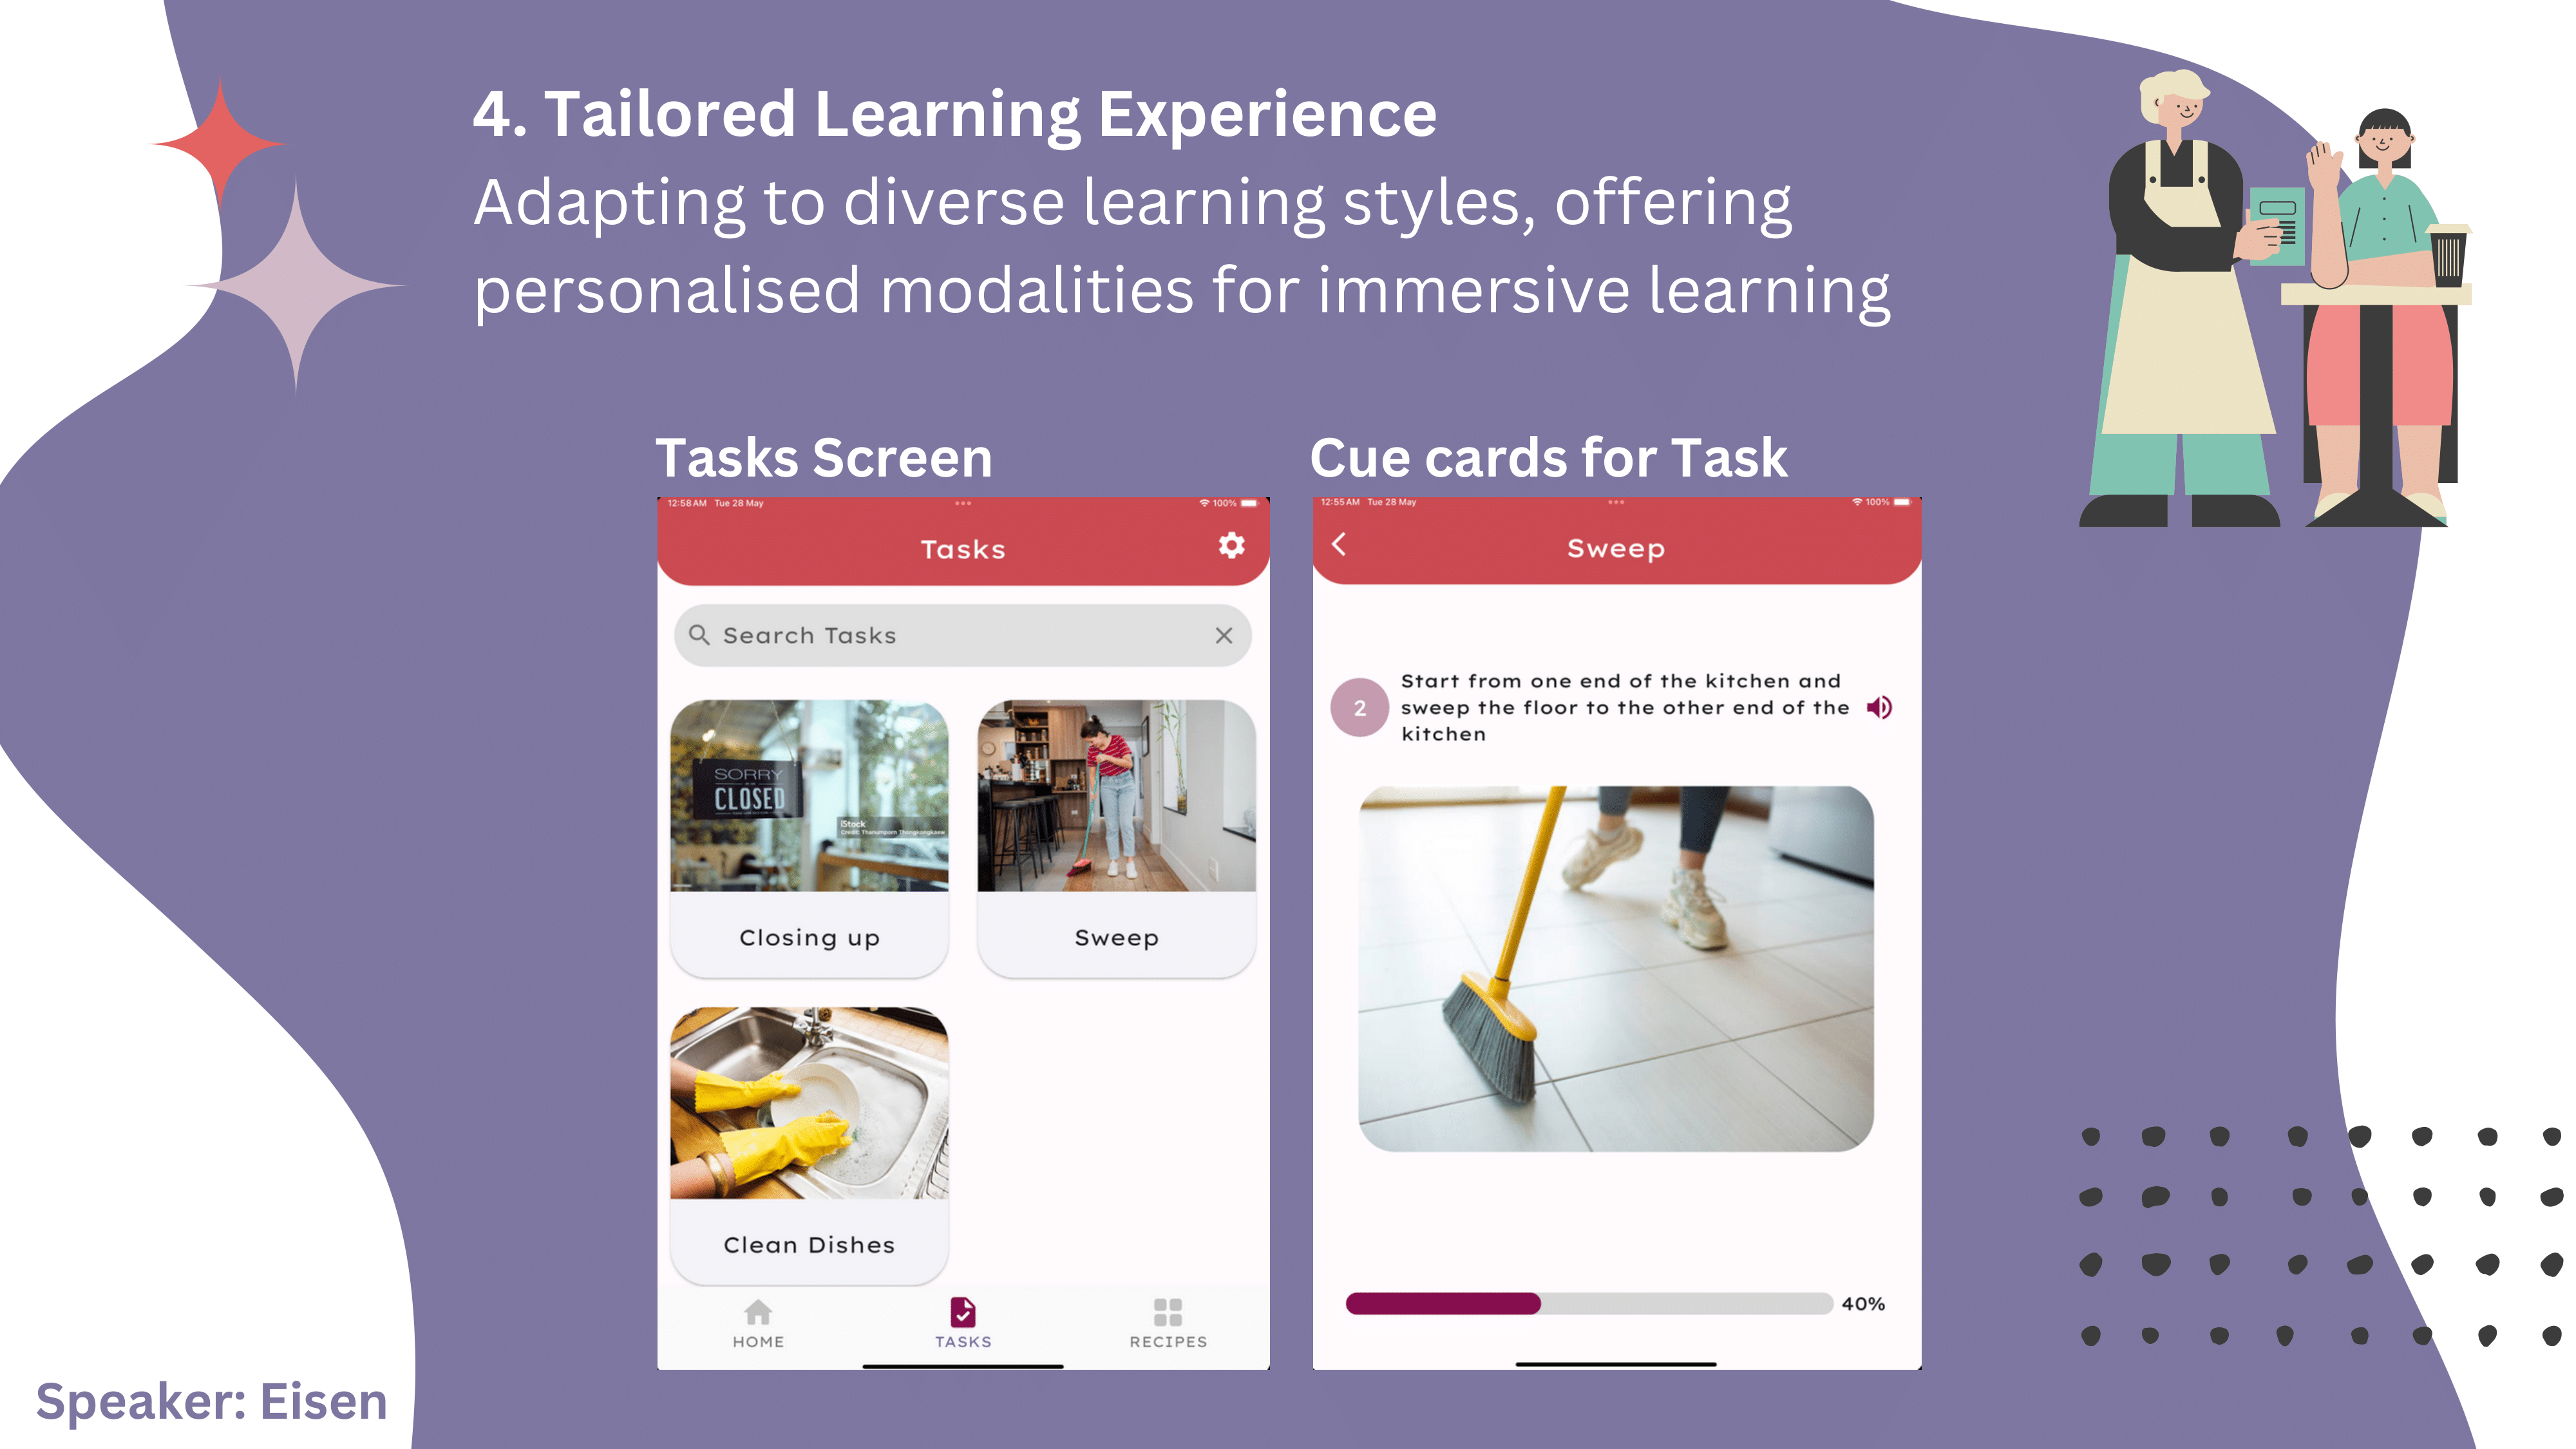 4. Tailored Learning Experience
Adapting to diverse learning styles, offering
personalised modalities for immersive learning
Tasks Screen
12:58 AM Tue 28 May
100%
Tasks
Search Tasks
SORRY
CLOSED
iStock
Credit: Thanumporn Thongkongkaew
Closing up
Sweep
Clean Dishes
HOME
TASKS
RECIPES
Cue cards for Task
12:55 AM Tue 28 May
100%
Sweep
2
Start from one end of the kitchen and
sweep the floor to the other end of the
kitchen
40%
Speaker: Eisen